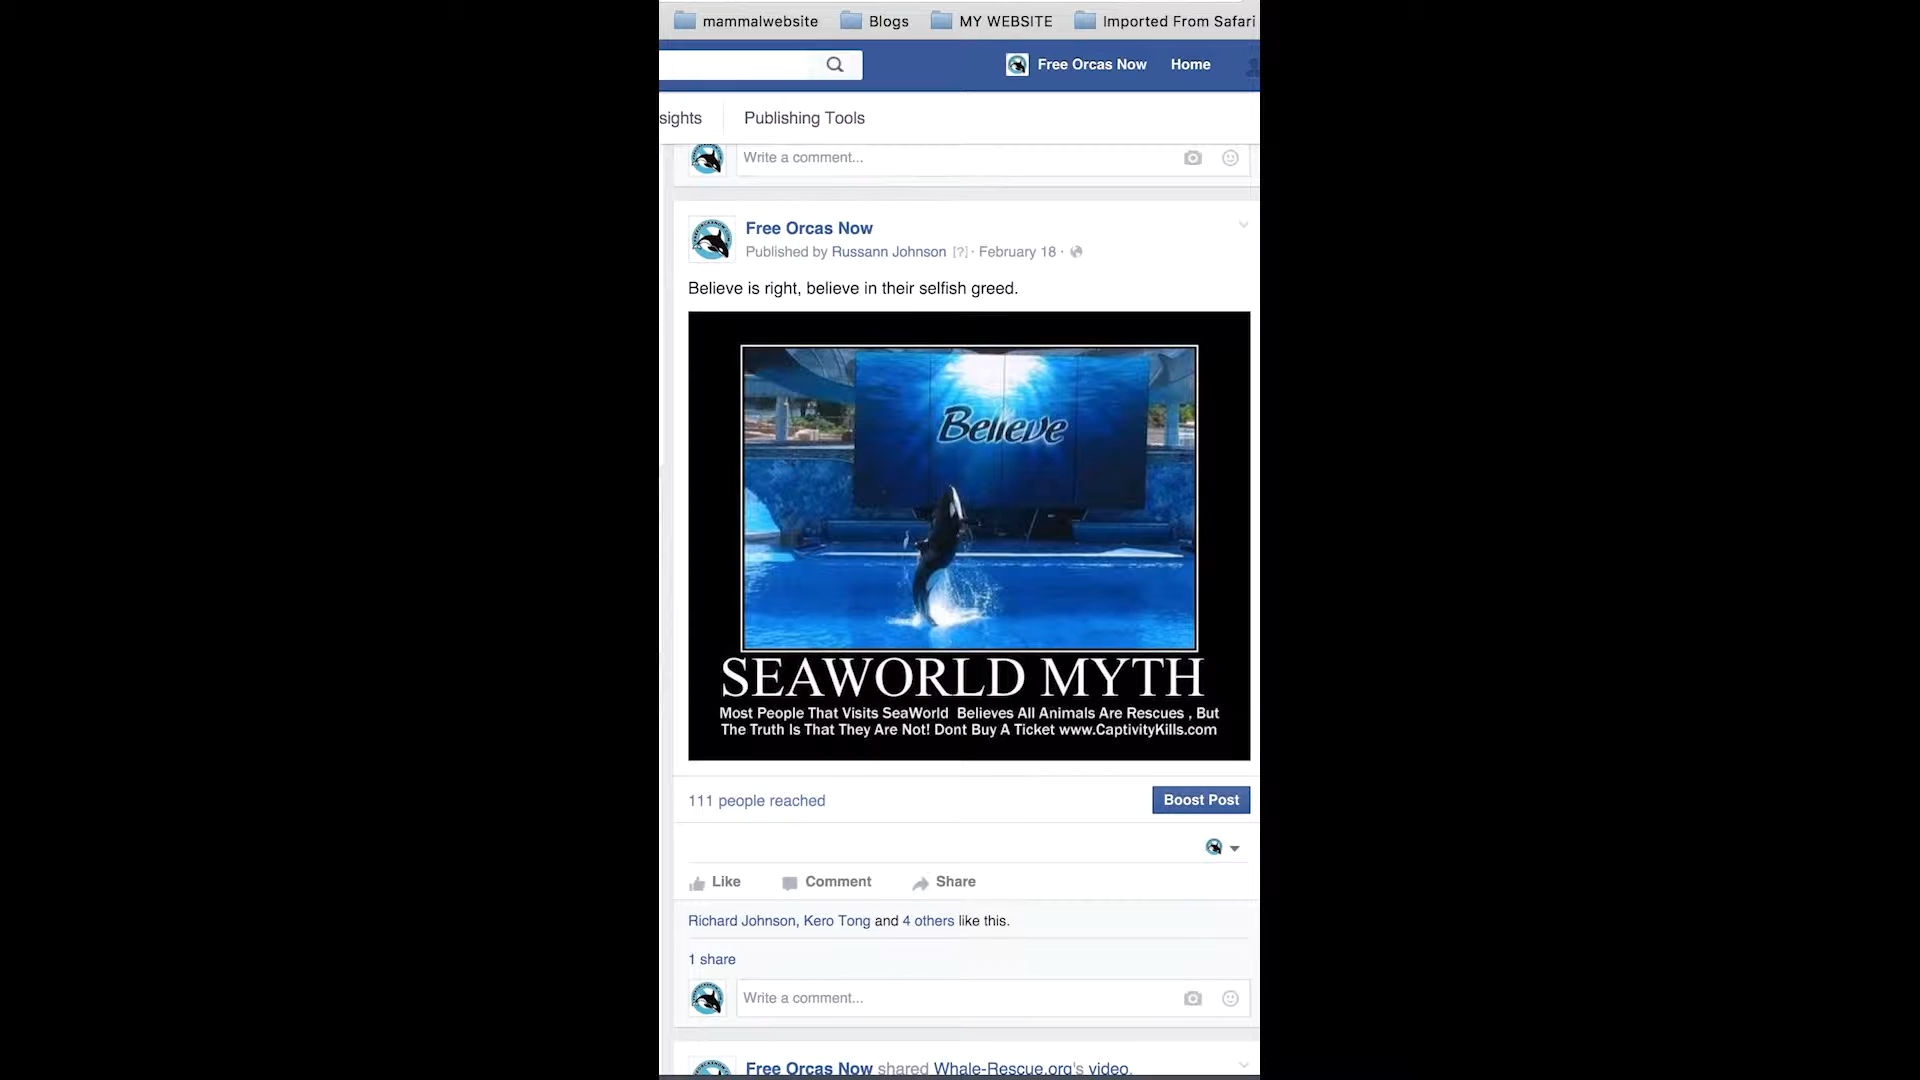 mammalwebsite Blogs MY WEBSITE Imported From Safari
Free Orcas Now Home
sights Publishing Tools
Write a comment...
Free Orcas Now
Published by Russann Johnson [?] · February 18 ·
Believe is right, believe in their selfish greed.
Believe
SEAWORLD MYTH
Most People That Visits SeaWorld Believes All Animals Are Rescues , But
The Truth Is That They Are Not! Dont Buy A Ticket www.CaptivityKills.com
111 people reached Boost Post
Like Comment Share
Richard Johnson, Kero Tong and 4 others like this.
1 share
Write a comment...
Free Orcas Now shared Whale-Rescue.org's video.